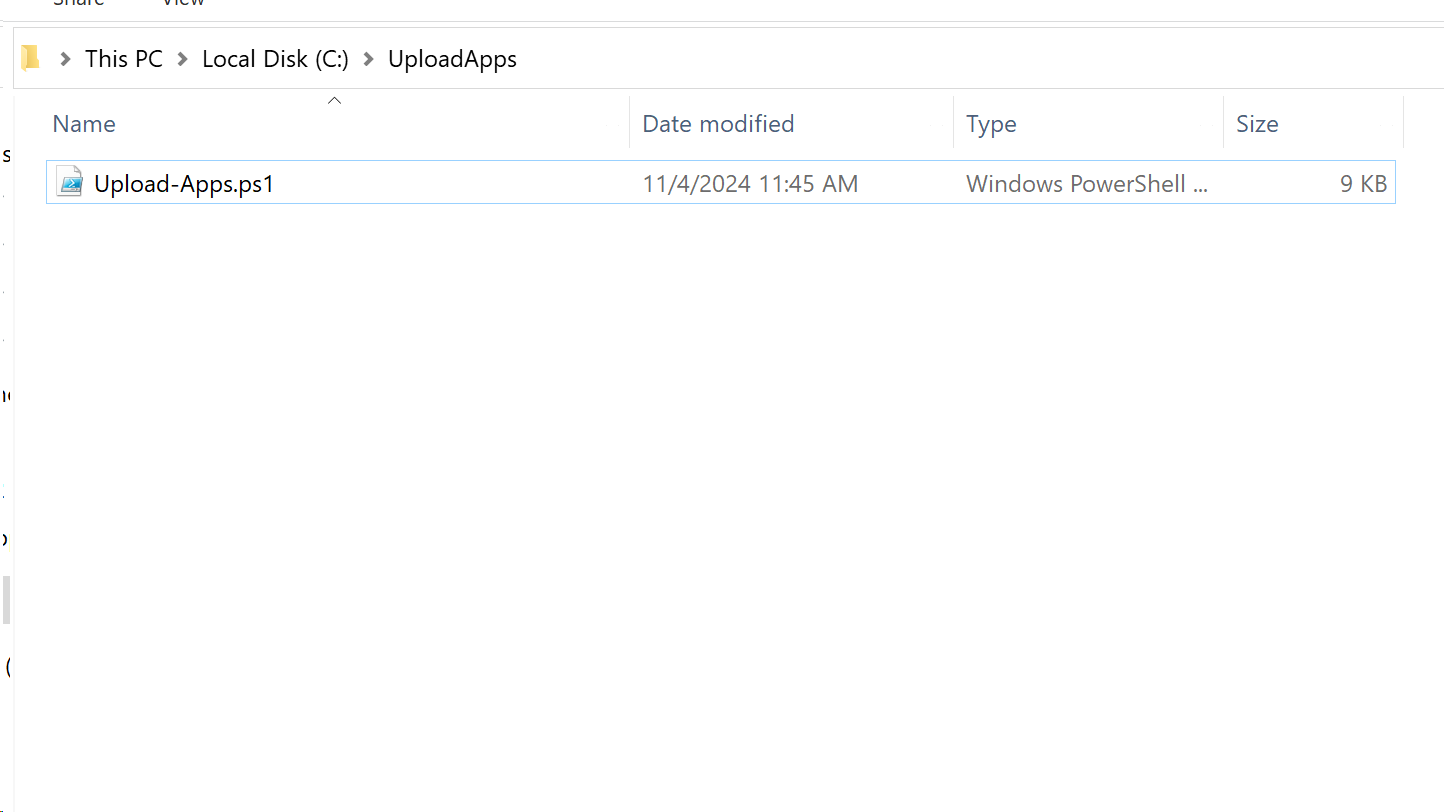 Share View
This PC Local Disk (C:) UploadApps
Name Date modified Type Size
Upload-Apps.ps1 11/4/2024 11:45 AM Windows PowerShell ... 9 KB